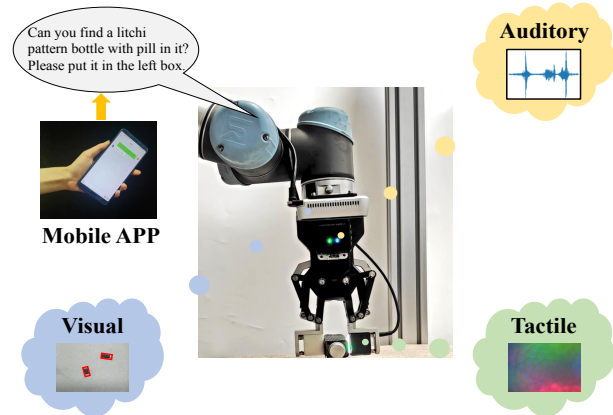 Can you find a litchi
pattern bottle with pill in it?
Please put it in the left box.
Auditory
Mobile APP
Visual
Tactile